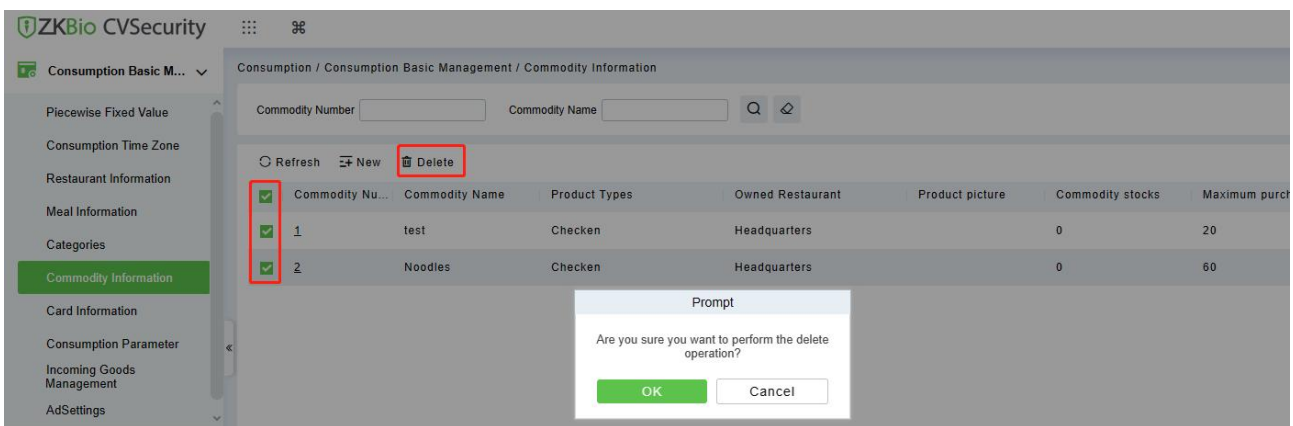 ZKBio CVSecurity
Consumption Basic M...
Consumption / Consumption Basic Management / Commodity Information
Piecewise Fixed Value
Commodity Number
Commodity Name
Consumption Time Zone
Refresh New Delete
Restaurant Information
Commodity Nu... Commodity Name Product Types Owned Restaurant Product picture Commodity stocks Maximum purch
Meal Information
1 test Checken Headquarters 0 20
Categories
2 Noodles Checken Headquarters 0 60
Commodity Information
Card Information
Consumption Parameter
Incoming Goods
Management
AdSettings
Prompt
Are you sure you want to perform the delete
operation?
OK Cancel